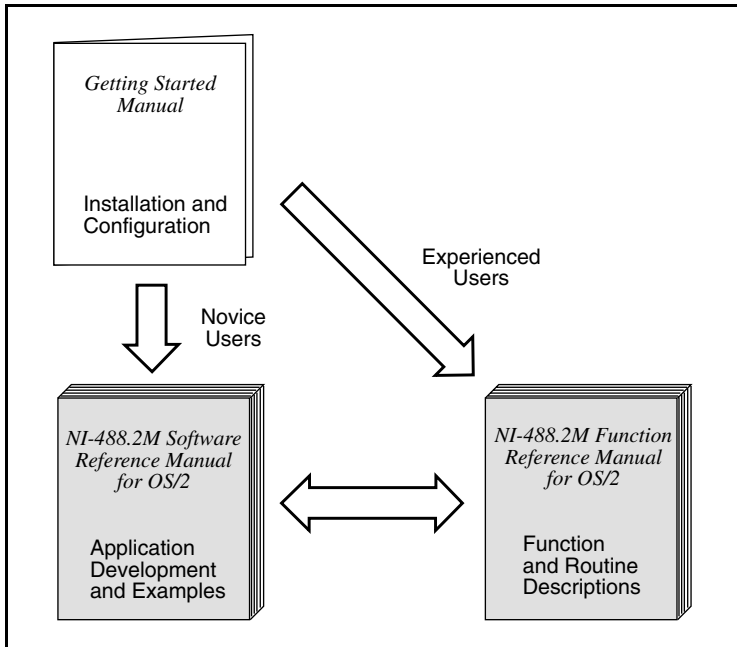 Getting Started
Manual
Installation and
Configuration
Experienced
Users
Novice
Users
NI-488.2M Software
Reference Manual
for OS/2
Application
Development
and Examples
NI-488.2M Function
Reference Manual
for OS/2
Function
and Routine
Descriptions